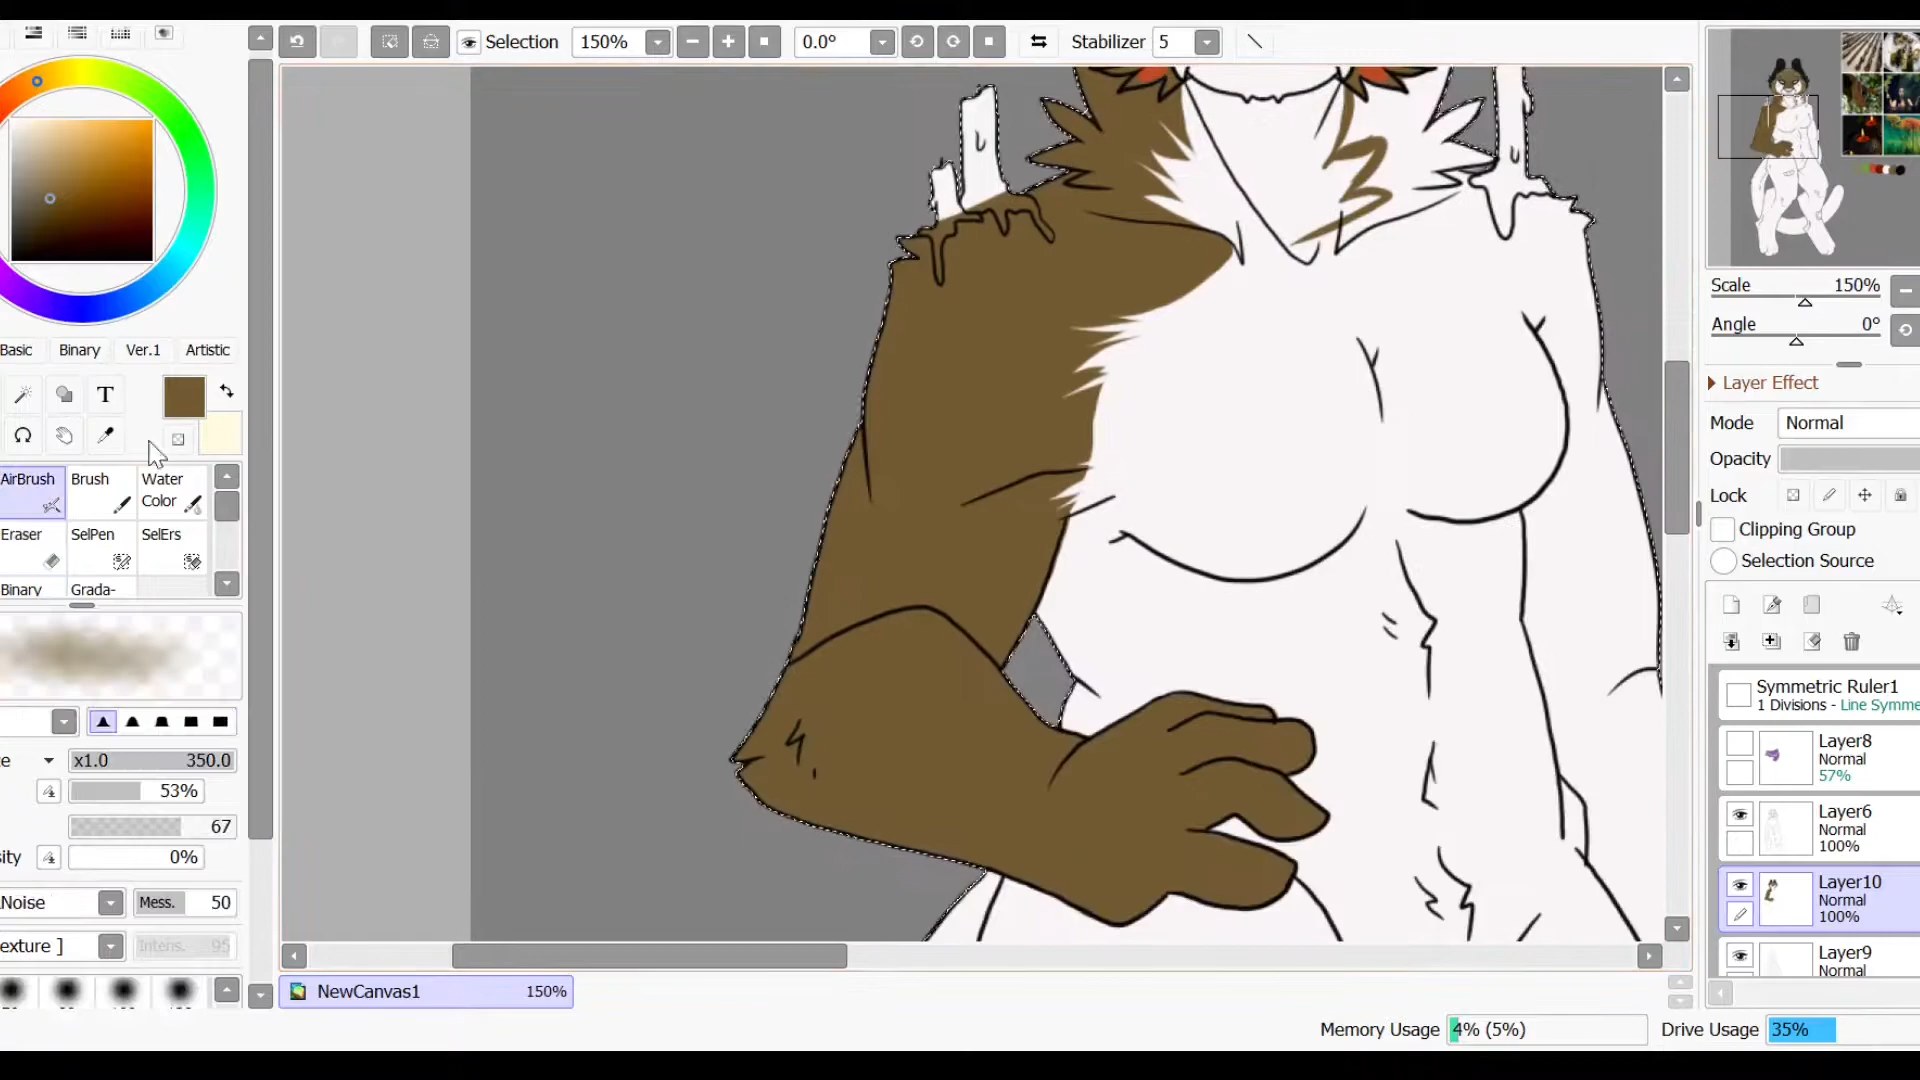 Selection 150% 0.0° Stabilizer 5
Basic Binary Ver.1 Artistic
T
AirBrush Brush Water Color
Eraser SelPen SelErs
Binary Grada-
x1.0 350.0
53%
67
0%
Noise Mess. 50
exture ] Intens. 95
NewCanvas1 150%
Memory Usage 4% (5%) Drive Usage 35%
Scale 150%
Angle 0°
Layer Effect
Mode Normal
Opacity
Lock
Clipping Group
Selection Source
Symmetric Ruler1
1 Divisions - Line Symme
Layer8
Normal
57%
Layer6
Normal
100%
Layer10
Normal
100%
Layer9
Normal